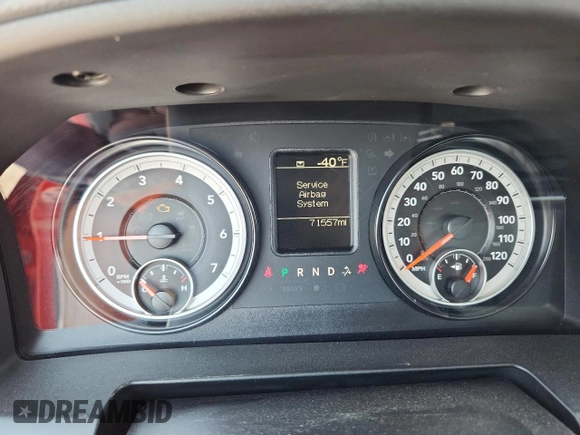 -40°F
Service
Airbag
System
71557mi
0 1 2 3 4 5 6 7
RPM
x1000
C H
P R N D
0 10 20 30 40 50 60 70 80 90 100 110 120
MPH
E F
DREAMBID